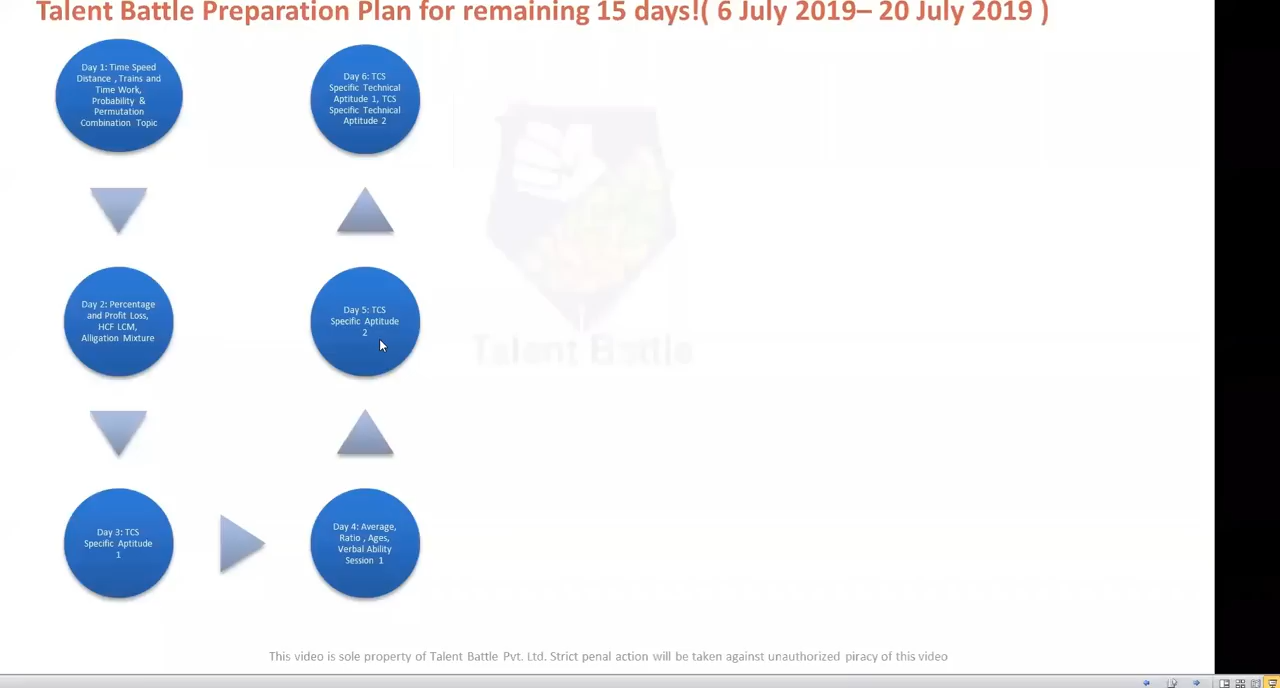 Talent Battle Preparation Plan for remaining 15 days!( 6 July 2019– 20 July 2019 )
Day 1: Time Speed
Distance , Trains and
Time Work,
Probability &
Permutation
Combination Topic
Day 2: Percentage
and Profit Loss,
HCF LCM,
Alligation Mixture
Day 3: TCS
Specific Aptitude
1
Day 4: Average,
Ratio , Ages,
Verbal Ability
Session 1
Day 5: TCS
Specific Aptitude
2
Day 6: TCS
Specific Technical
Aptitude 1, TCS
Specific Technical
Aptitude 2
Talent Battle
This video is sole property of Talent Battle Pvt. Ltd. Strict penal action will be taken against unauthorized piracy of this video